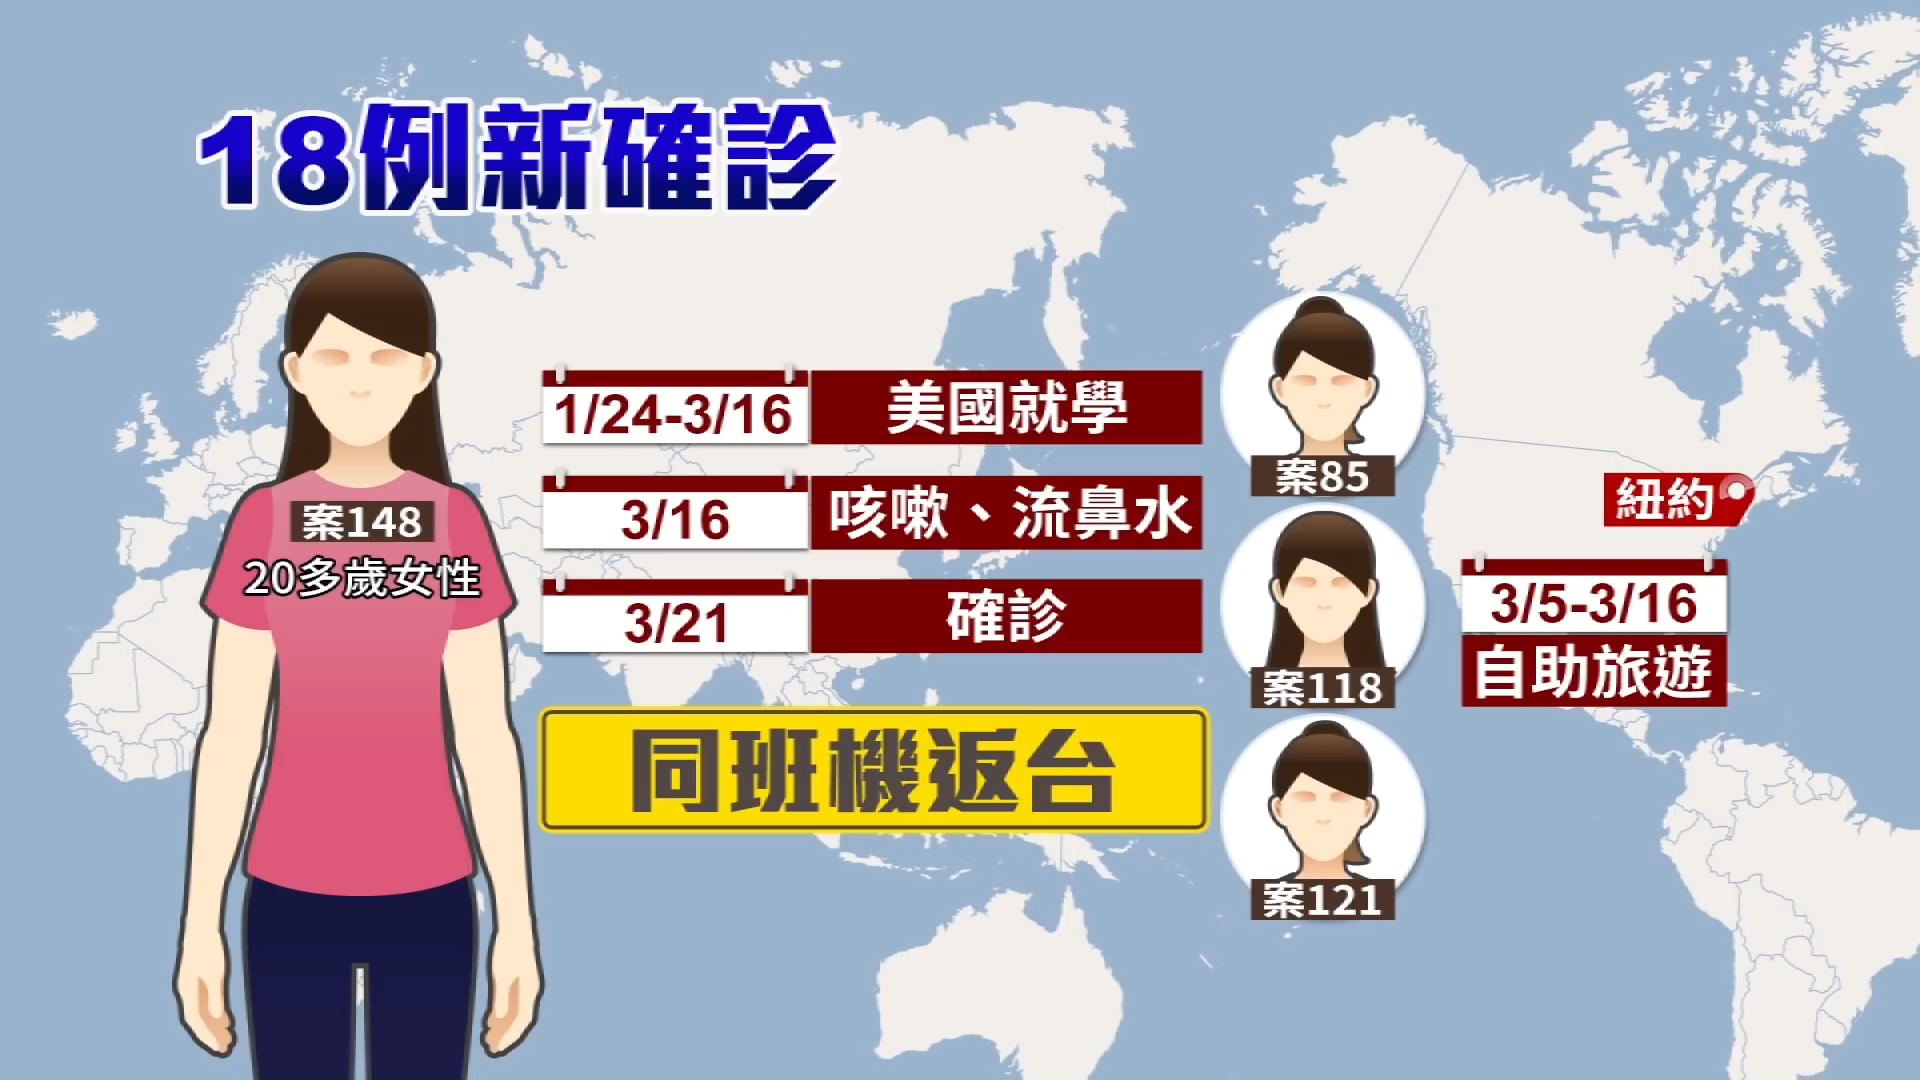 18例新確診
案148
20多歲女性
1/24-3/16 美國就學
3/16 咳嗽、流鼻水
3/21 確診
同班機返台
案85
案118
案121
紐約
3/5-3/16
自助旅遊